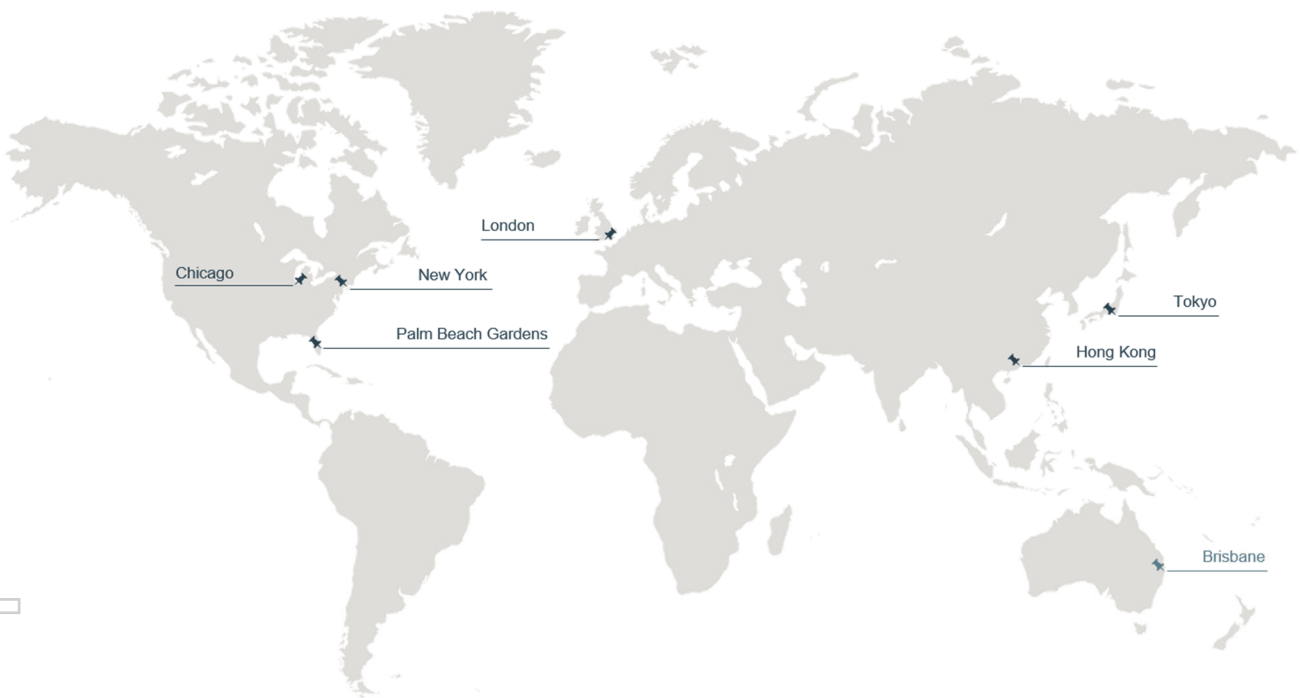 London
Chicago
New York
Tokyo
Palm Beach Gardens
Hong Kong
Brisbane